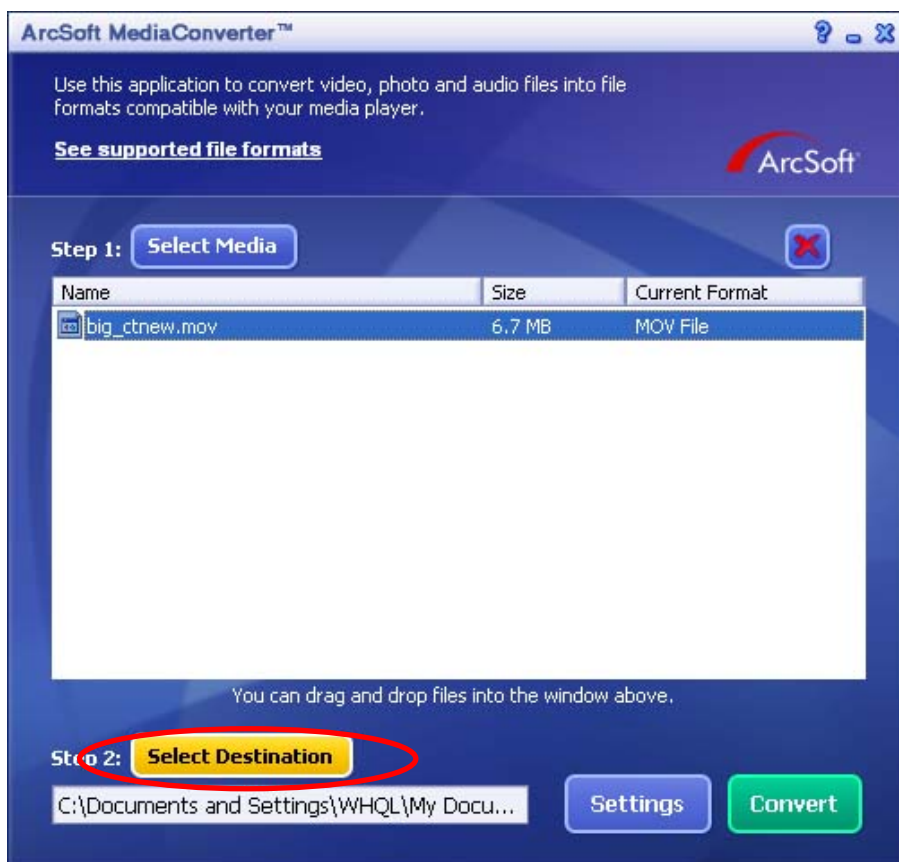 ArcSoft MediaConverter™
Use this application to convert video, photo and audio files into file
formats compatible with your media player.
See supported file formats
ArcSoft
Step 1: Select Media
Name Size Current Format
big_ctnew.mov 6.7 MB MOV File
You can drag and drop files into the window above.
Step 2: Select Destination
C:\Documents and Settings\WHQL\My Docu...
Settings Convert